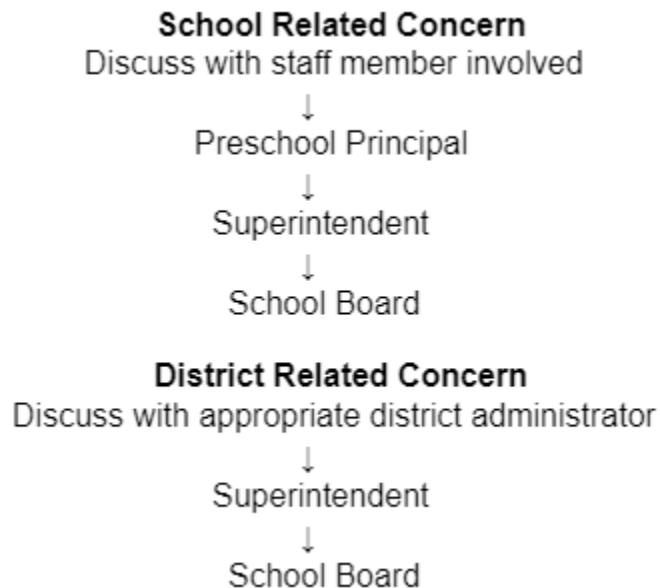 School Related Concern
Discuss with staff member involved
↓
Preschool Principal
↓
Superintendent
↓
School Board
District Related Concern
Discuss with appropriate district administrator
↓
Superintendent
↓
School Board